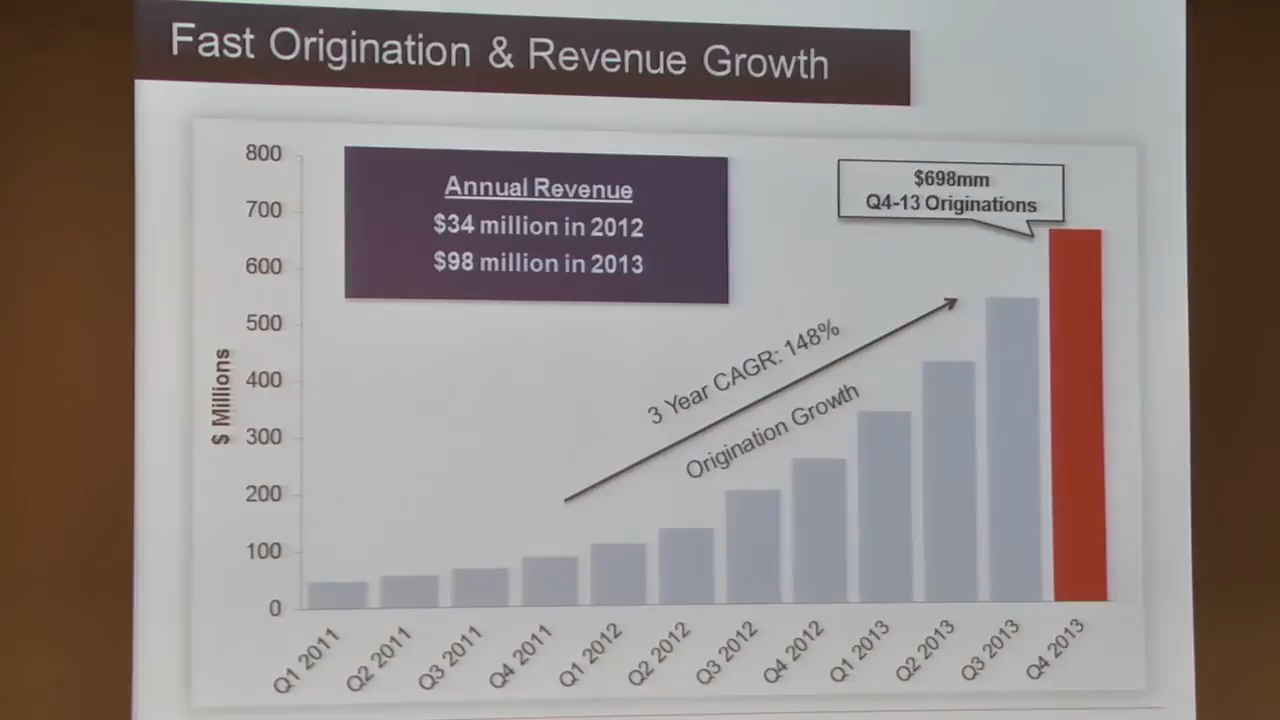 Fast Origination & Revenue Growth
800
700
600
500
400
300
200
100
0
$ Millions
Annual Revenue
$34 million in 2012
$98 million in 2013
$698mm
Q4-13 Originations
3 Year CAGR: 148%
Origination Growth
Q1 2011
Q2 2011
Q3 2011
Q4 2011
Q1 2012
Q2 2012
Q3 2012
Q4 2012
Q1 2013
Q2 2013
Q3 2013
Q4 2013